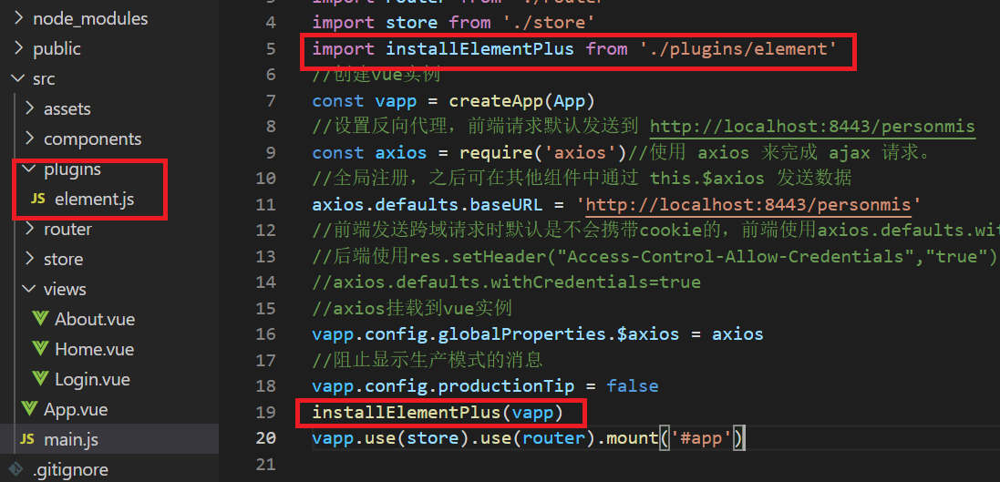 node_modules
public
src
assets
components
plugins
JS element.js
router
store
views
About.vue
Home.vue
Login.vue
App.vue
JS main.js
.gitignore
4 import store from './store'
5 import installElementPlus from './plugins/element'
6 //创建vue实例
7 const vapp = createApp(App)
8 //设置反向代理，前端请求默认发送到 http://localhost:8443/personmis
9 const axios = require('axios')//使用 axios 来完成 ajax 请求。
10 //全局注册，之后可在其他组件中通过 this.$axios 发送数据
11 axios.defaults.baseURL = 'http://localhost:8443/personmis'
12 //前端发送跨域请求时默认是不会携带cookie的，前端使用axios.defaults.wit
13 //后端使用res.setHeader("Access-Control-Allow-Credentials","true")
14 //axios.defaults.withCredentials=true
15 //axios挂载到vue实例
16 vapp.config.globalProperties.$axios = axios
17 //阻止显示生产模式的消息
18 vapp.config.productionTip = false
19 installElementPlus(vapp)
20 vapp.use(store).use(router).mount('#app')
21